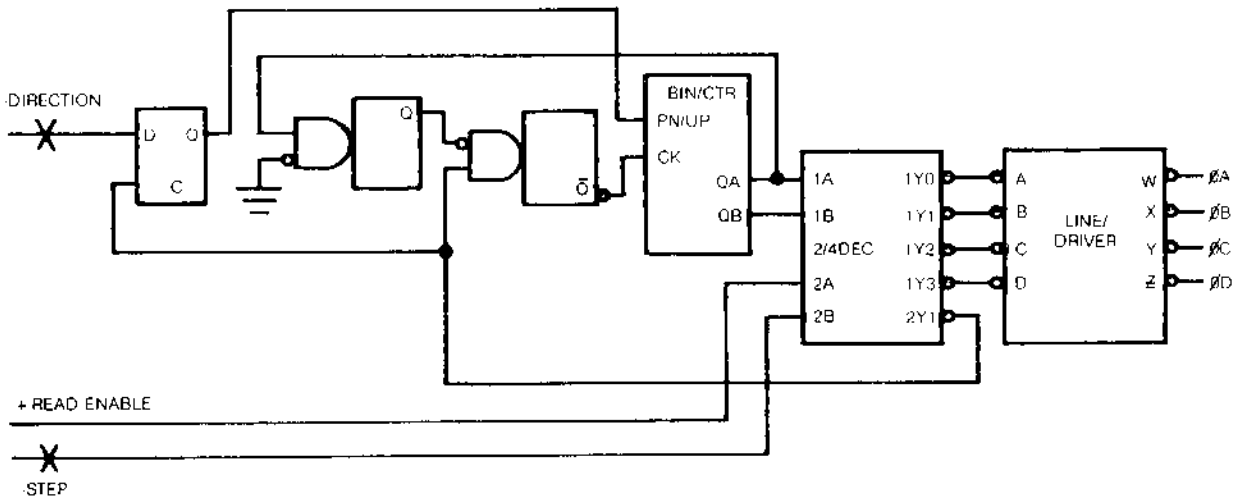 -DIRECTION
D Q
C
Q
Q̅
BIN/CTR
PN/UP
CK
QA
QB
1A 1Y0
1B 1Y1
2/4DEC 1Y2
2A 1Y3
2B 2Y1
A W ØA
B X ØB
LINE/
DRIVER
C Y ØC
D Z ØD
+ READ ENABLE
-STEP